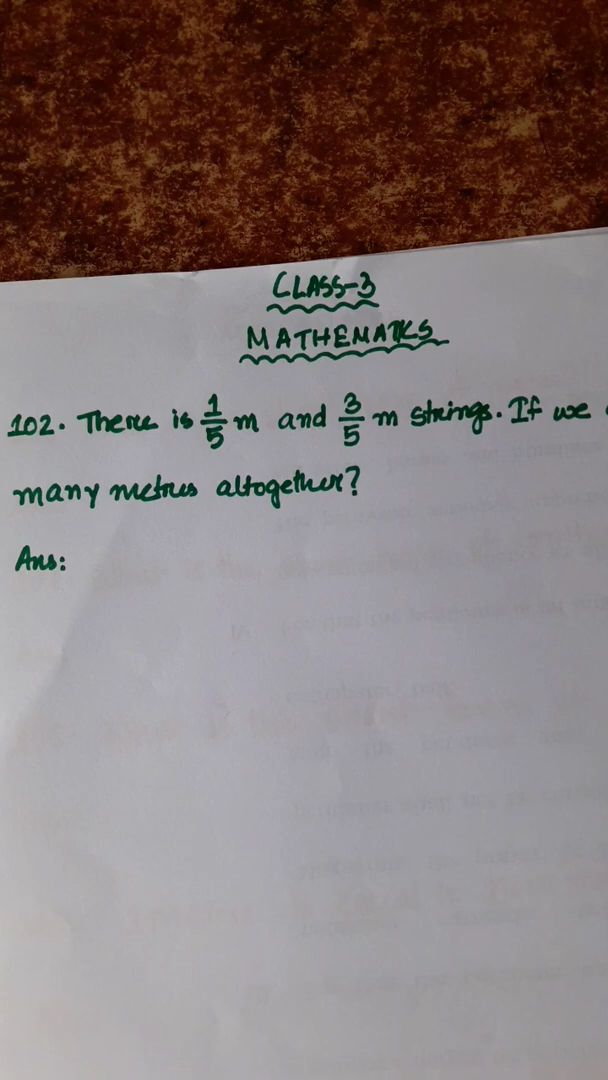 CLASS-3
MATHEMATICS
102. There is 1/5 m and 3/5 m strings. If we
many metres altogether?
Ans: